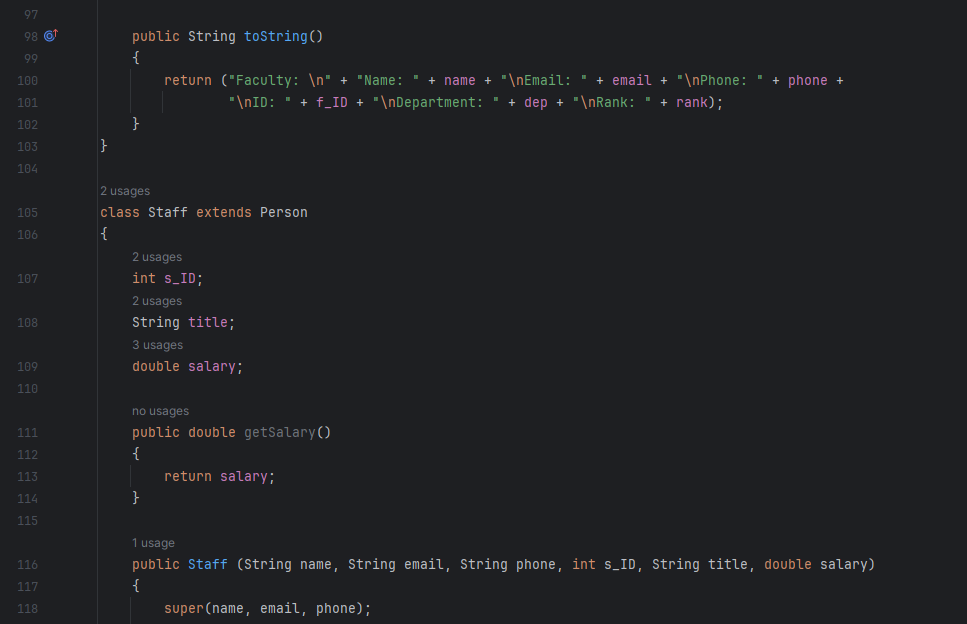 97
98 public String toString()
99 {
100 return ("Faculty: \n" + "Name: " + name + "\nEmail: " + email + "\nPhone: " + phone +
101 "\nID: " + f_ID + "\nDepartment: " + dep + "\nRank: " + rank);
102 }
103 }
104
2 usages
105 class Staff extends Person
106 {
2 usages
107 int s_ID;
2 usages
108 String title;
3 usages
109 double salary;
110
no usages
111 public double getSalary()
112 {
113 return salary;
114 }
115
1 usage
116 public Staff (String name, String email, String phone, int s_ID, String title, double salary)
117 {
118 super(name, email, phone);